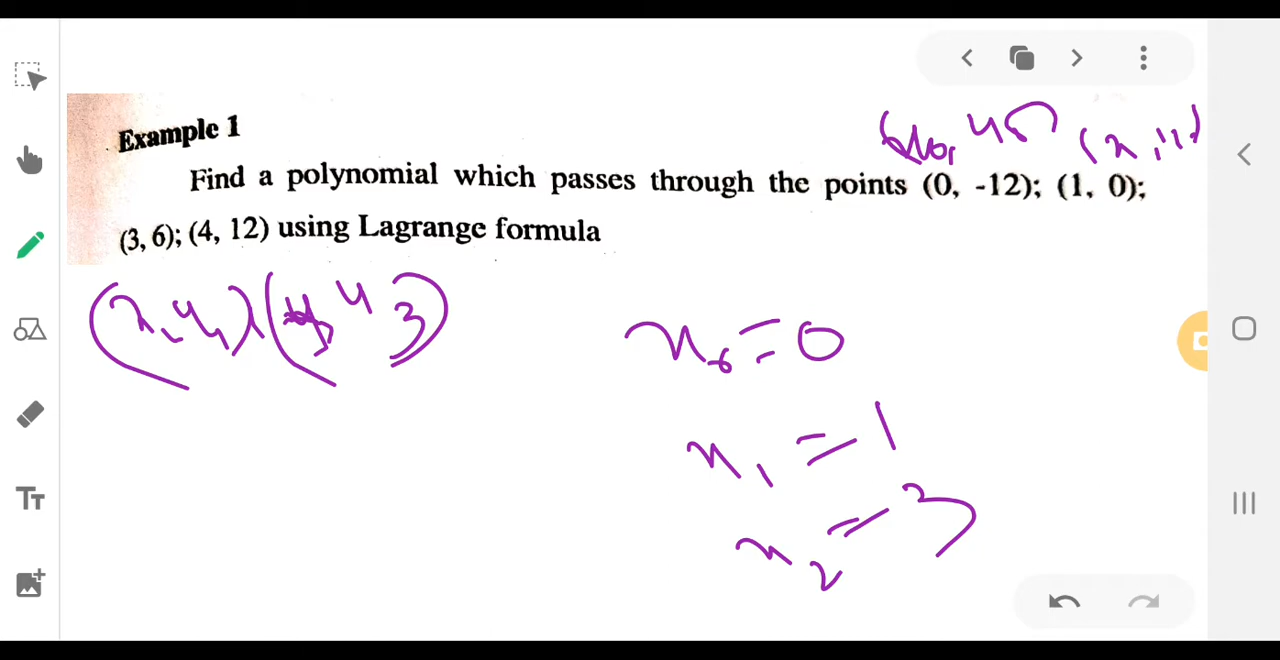 Example 1
Find a polynomial which passes through the points (0, -12); (1, 0);
(3, 6); (4, 12) using Lagrange formula
x₀ = 0
x₁ = 1
x₂ = 3
TT